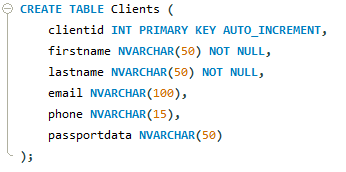 CREATE TABLE Clients (
    clientid INT PRIMARY KEY AUTO_INCREMENT,
    firstname NVARCHAR(50) NOT NULL,
    lastname NVARCHAR(50) NOT NULL,
    email NVARCHAR(100),
    phone NVARCHAR(15),
    passportdata NVARCHAR(50)
);